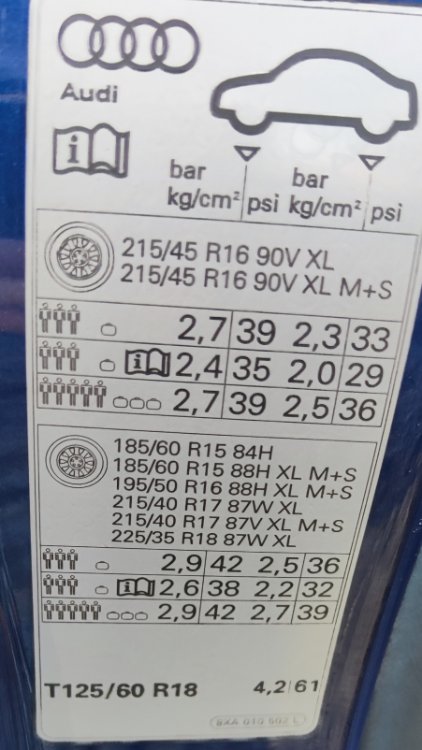 Audi
i bar bar
kg/cm² psi kg/cm² psi
215/45 R16 90V XL
215/45 R16 90V XL M+S
2,7 39 2,3 33
i 2,4 35 2,0 29
2,7 39 2,5 36
185/60 R15 84H
185/60 R15 88H XL M+S
195/50 R16 88H XL M+S
215/40 R17 87W XL
215/40 R17 87V XL M+S
225/35 R18 87W XL
2,9 42 2,5 36
i 2,6 38 2,2 32
2,9 42 2,7 39
T125/60 R18 4,2 61